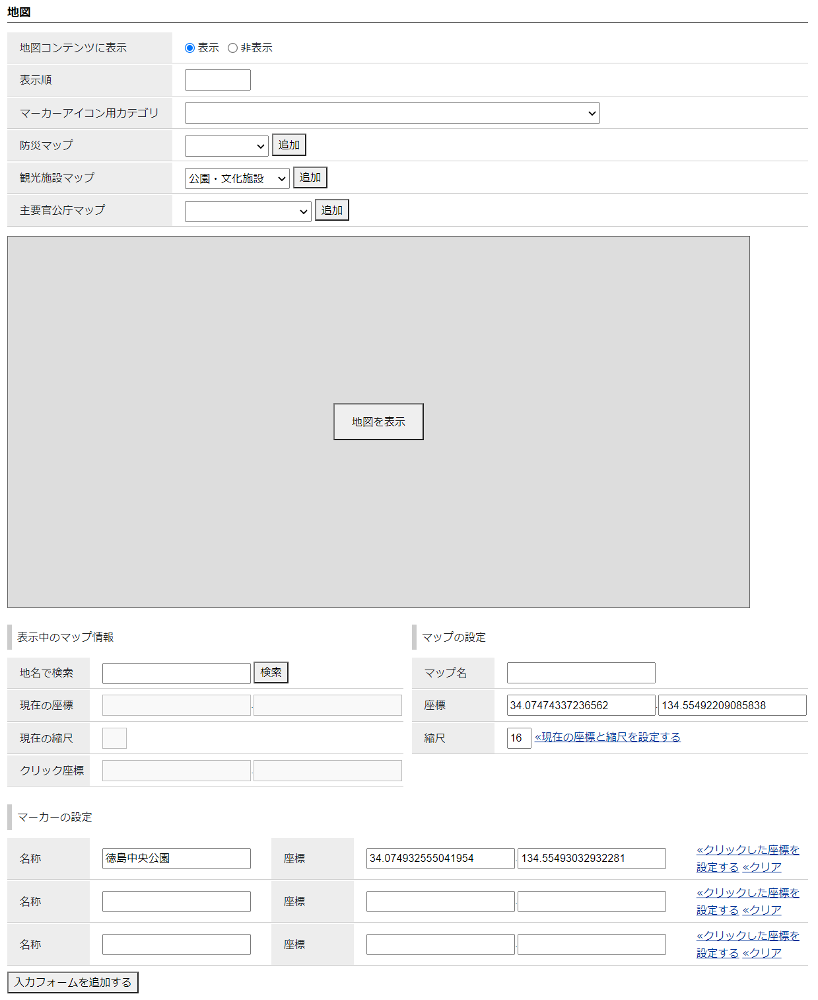 地図
地図コンテンツに表示 表示 非表示
表示順
マーカーアイコン用カテゴリ
防災マップ 追加
観光施設マップ 公園・文化施設 追加
主要官公庁マップ 追加
地図を表示
表示中のマップ情報
地名で検索 検索
現在の座標 ,
現在の縮尺
クリック座標 ,
マップの設定
マップ名
座標 34.07474337236562 , 134.55492209085838
縮尺 16 «現在の座標と縮尺を設定する
マーカーの設定
名称 徳島中央公園 座標 34.074932555041954 , 134.55493032932281 «クリックした座標を
設定する «クリア
名称 座標 , «クリックした座標を
設定する «クリア
名称 座標 , «クリックした座標を
設定する «クリア
入力フォームを追加する